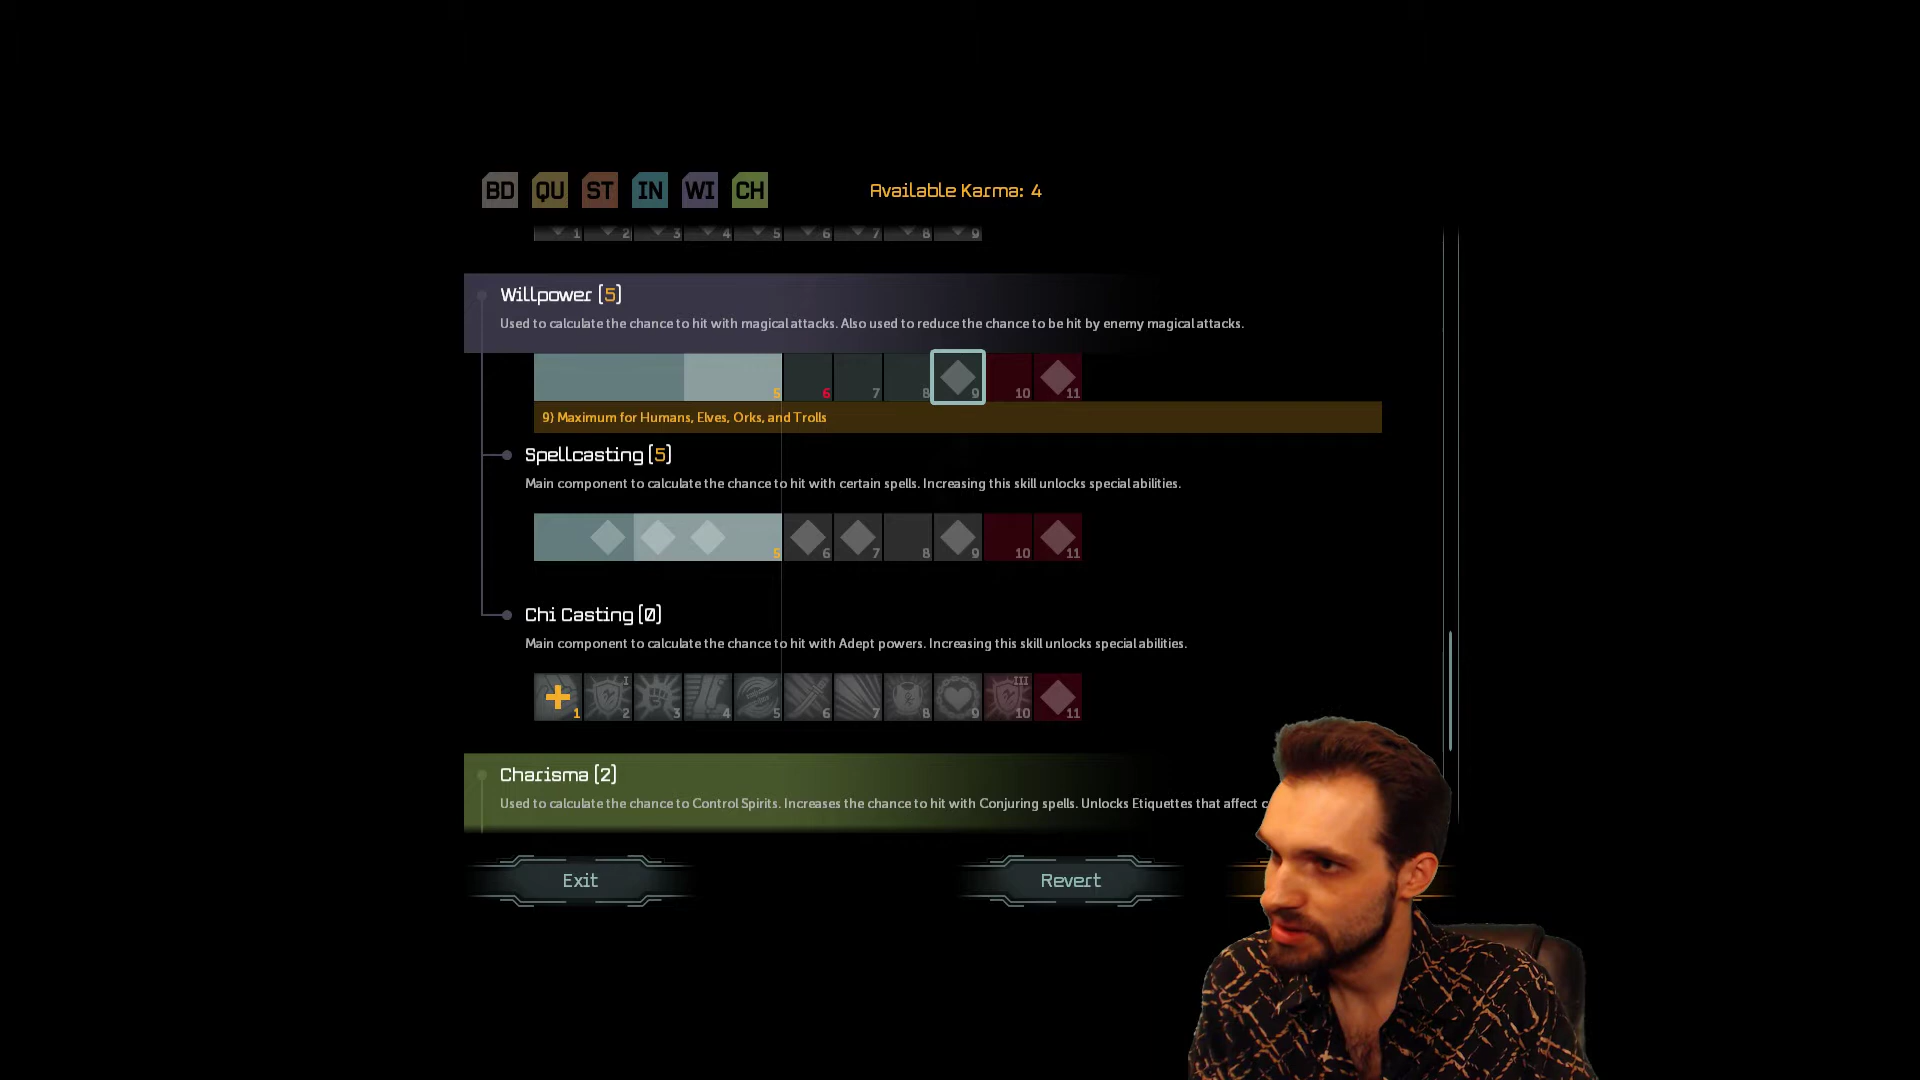 BD QU ST IN WI CH Available Karma: 4
1 2 3 4 5 6 7 8 9
Willpower (5)
Used to calculate the chance to hit with magical attacks. Also used to reduce the chance to be hit by enemy magical attacks.
5 6 7 8 9 10 11
9) Maximum for Humans, Elves, Orks, and Trolls
Spellcasting (5)
Main component to calculate the chance to hit with certain spells. Increasing this skill unlocks special abilities.
5 6 7 8 9 10 11
Chi Casting (0)
Main component to calculate the chance to hit with Adept powers. Increasing this skill unlocks special abilities.
I III
1 2 3 4 5 6 7 8 9 10 11
Charisma (2)
Used to calculate the chance to Control Spirits. Increases the chance to hit with Conjuring spells. Unlocks Etiquettes that affect
Exit Revert